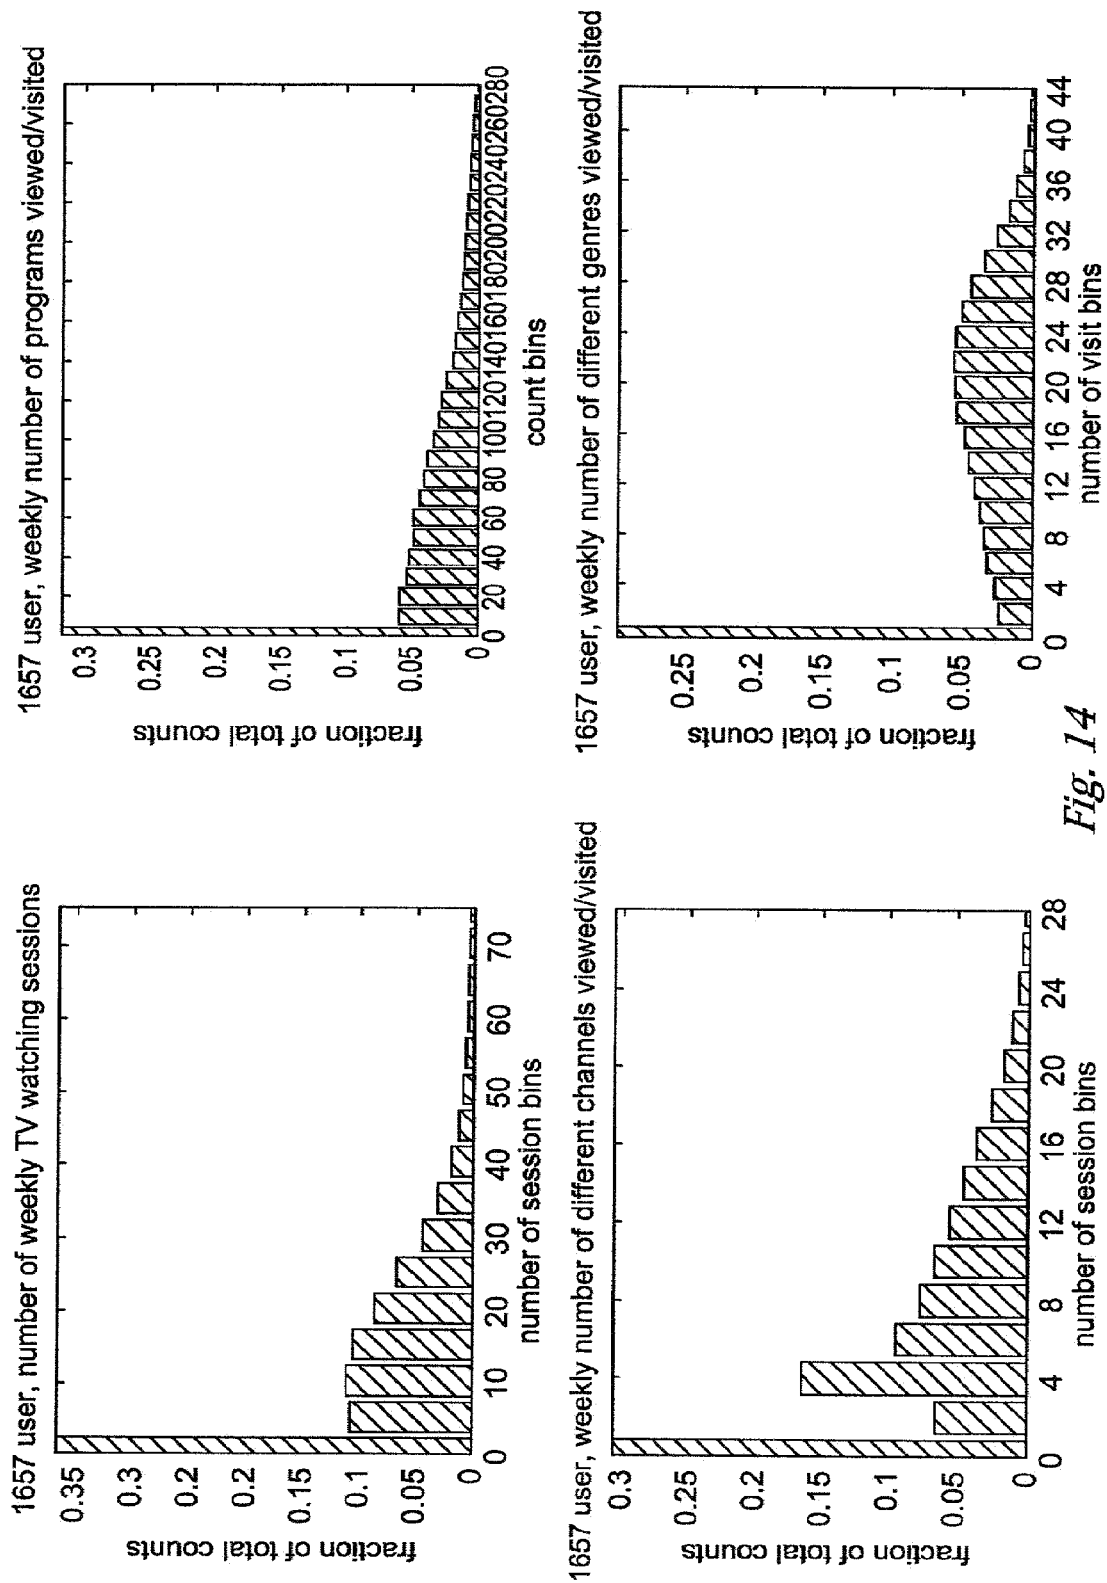 1657 user, number of weekly TV watching sessions
fraction of total counts
0.35
0.3
0.2
0.2
0.15
0.1
0.05
0
0 10 20 30 40 50 60 70
number of session bins
1657 user, weekly number of programs viewed/visited
fraction of total counts
0.3
0.25
0.2
0.15
0.1
0.05
0
0 20 40 60 80 100120140160180200220240260280
count bins
1657 user, weekly number of different channels viewed/visited
fraction of total counts
0.3
0.2
0.2
0.15
0.1
0.05
0
0 4 8 12 16 20 24 28
number of session bins
1657 user, weekly number of different genres viewed/visited
fraction of total counts
0.25
0.2
0.15
0.1
0.05
0
0 4 8 12 16 20 24 28 32 36 40 44
number of visit bins
Fig. 14